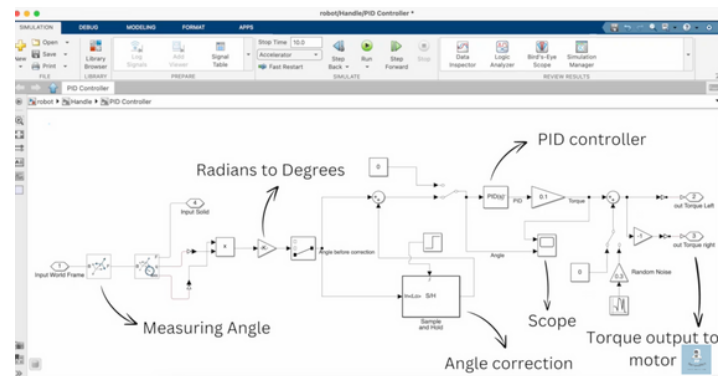 robot/Handle/PID Controller *
SIMULATION
DEBUG
MODELING
FORMAT
APPS
New
Open
Save
Print
FILE
Library
Browser
LIBRARY
Log
Signals
Add
Viewer
Signal
Table
PREPARE
Stop Time 10.0
Accelerator
Fast Restart
Step
Back
Run
Step
Forward
Stop
SIMULATE
Data
Inspector
Logic
Analyzer
Bird's-Eye
Scope
Simulation
Manager
REVIEW RESULTS
PID Controller
robot
Handle
PID Controller
Radians to Degrees
PID controller
4
Input Solid
0
PID(s)
PID
0.1
Torque
2
out Torque Left
x
Angle before correction
Angle
-1
3
out Torque right
1
Input World Frame
0
0.3
Random Noise
In
S/H
Sample
and Hold
Measuring Angle
Scope
Angle correction
Torque output to
motor